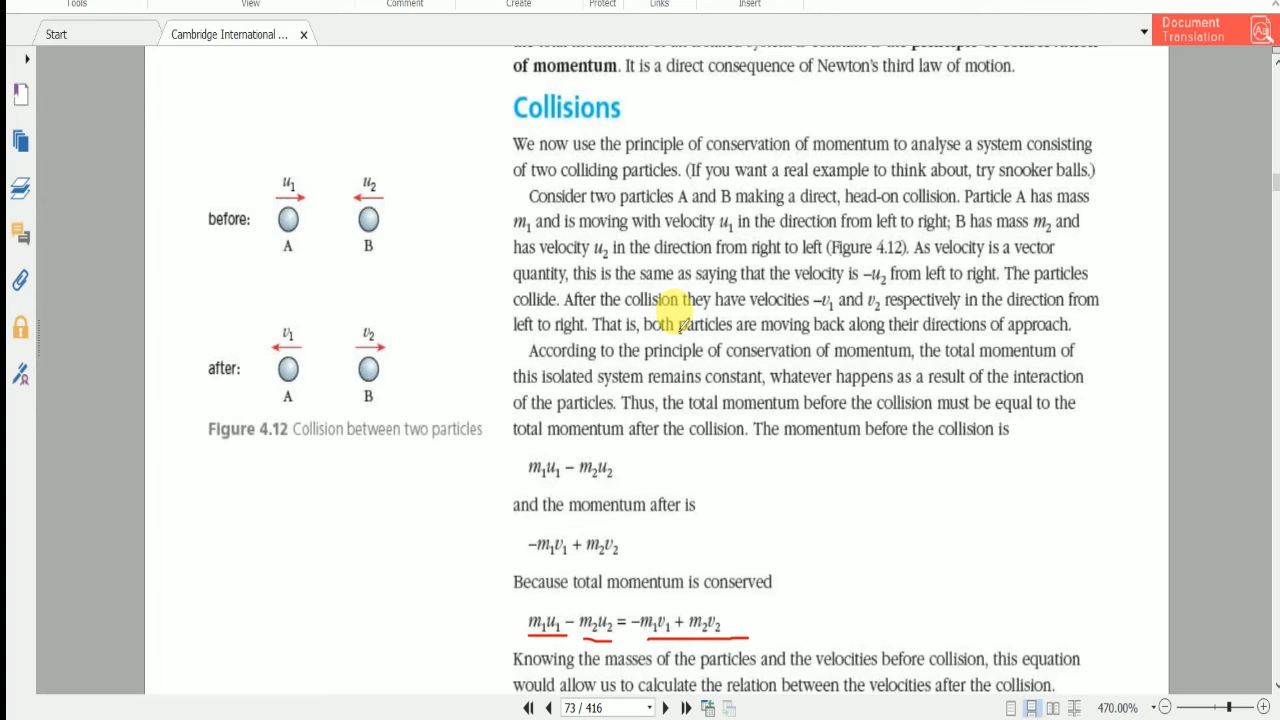 Tools View Comment Create Protect Links Insert
Start
Cambridge International ...
Document
Translation
of momentum. It is a direct consequence of Newton's third law of motion.
Collisions
We now use the principle of conservation of momentum to analyse a system consisting
of two colliding particles. (If you want a real example to think about, try snooker balls.)
Consider two particles A and B making a direct, head-on collision. Particle A has mass
m₁ and is moving with velocity u₁ in the direction from left to right; B has mass m₂ and
has velocity u₂ in the direction from right to left (Figure 4.12). As velocity is a vector
quantity, this is the same as saying that the velocity is –u₂ from left to right. The particles
collide. After the collision they have velocities –v₁ and v₂ respectively in the direction from
left to right. That is, both particles are moving back along their directions of approach.
According to the principle of conservation of momentum, the total momentum of
this isolated system remains constant, whatever happens as a result of the interaction
of the particles. Thus, the total momentum before the collision must be equal to the
total momentum after the collision. The momentum before the collision is
m₁u₁ – m₂u₂
and the momentum after is
–m₁v₁ + m₂v₂
Because total momentum is conserved
m₁u₁ – m₂u₂ = –m₁v₁ + m₂v₂
Knowing the masses of the particles and the velocities before collision, this equation
would allow us to calculate the relation between the velocities after the collision.
u₁ u₂
before:
A B
v₁ v₂
after:
A B
Figure 4.12 Collision between two particles
73 / 416
470.00%